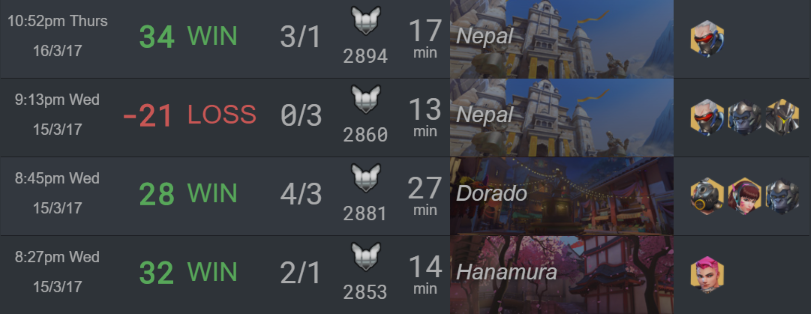 10:52pm Thurs
16/3/17
34 WIN
3/1
2894
17
min
Nepal
9:13pm Wed
15/3/17
-21 LOSS
0/3
2860
13
min
Nepal
8:45pm Wed
15/3/17
28 WIN
4/3
2881
27
min
Dorado
8:27pm Wed
15/3/17
32 WIN
2/1
2853
14
min
Hanamura